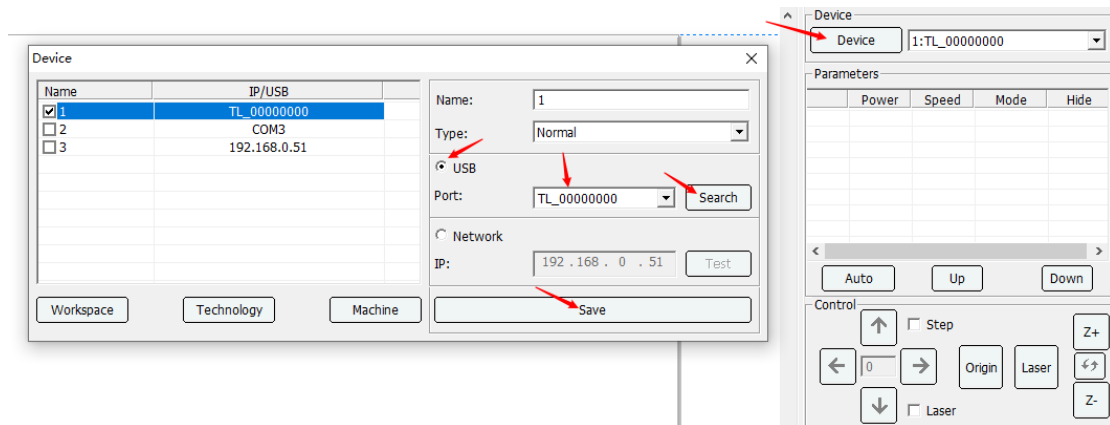 Device
Name IP/USB
1 TL_00000000
2 COM3
3 192.168.0.51
Workspace Technology Machine
Name: 1
Type: Normal
USB
Port: TL_00000000 Search
Network
IP: 192 . 168 . 0 . 51 Test
Save
Device
Device 1:TL_00000000
Parameters
Power Speed Mode Hide
Auto Up Down
Control
Step
0 Origin Laser Z+
Z-
Laser